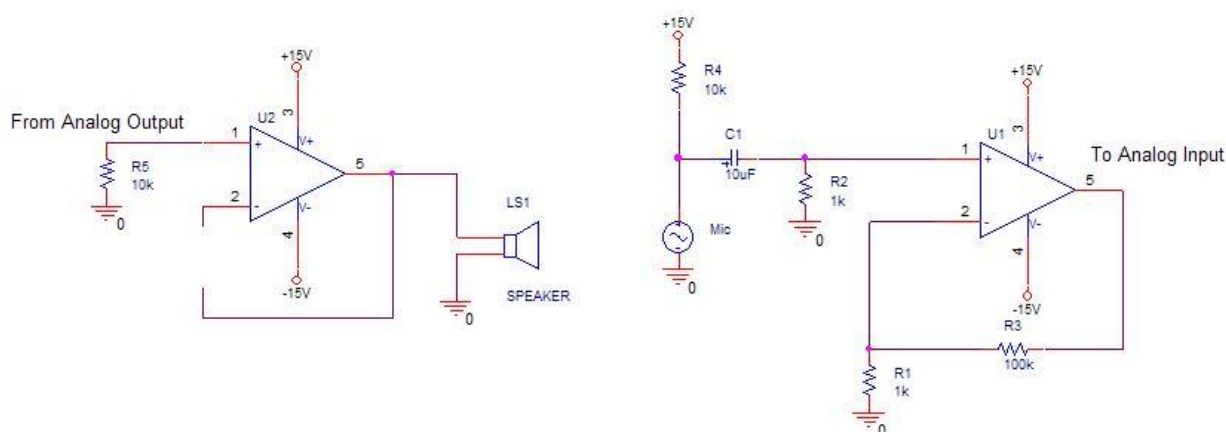 From Analog Output
R5
10k
0
+15V
U2
1
2
3
4
5
+
-
V+
V-
-15V
LS1
SPEAKER
0
+15V
R4
10k
C1
+
10uF
Mic
0
R2
1k
0
+15V
U1
1
2
3
4
5
+
-
V+
V-
-15V
To Analog Input
R3
100k
R1
1k
0